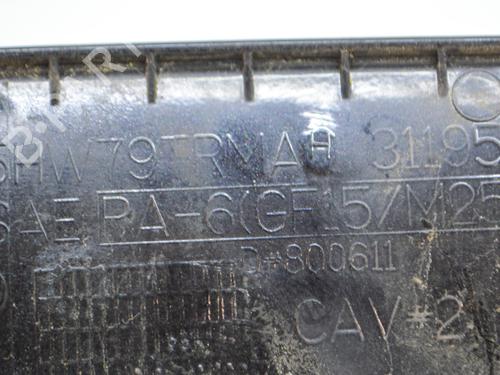 5HW79TRMAH 31195
SAE PA-6(GF15/M25
D#800611
CAV#2